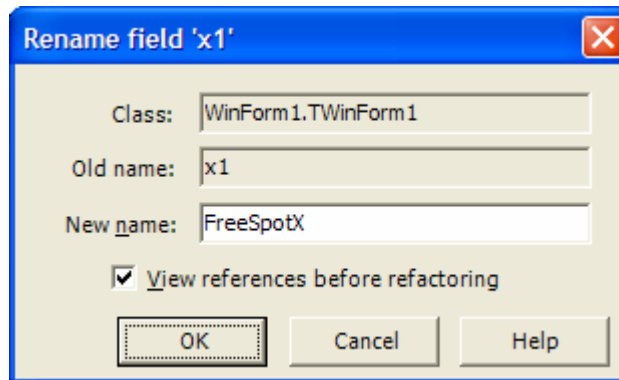 Rename field 'x1'
Class: WinForm1.TWinForm1
Old name: x1
New name: FreeSpotX
View references before refactoring
OK Cancel Help